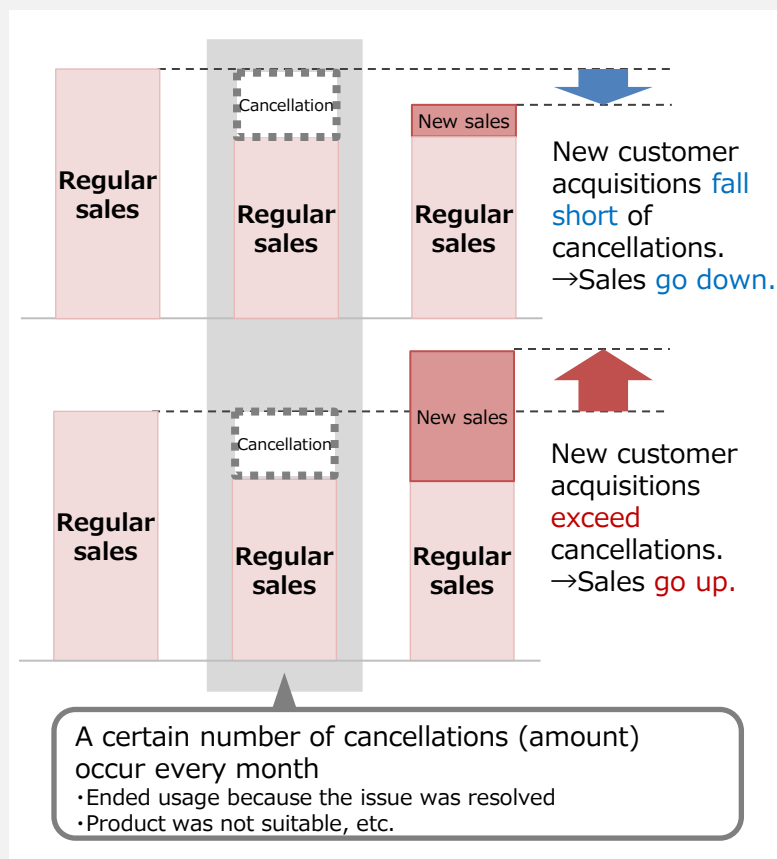 Regular
sales
Cancellation
Regular
sales
New sales
Regular
sales
New customer
acquisitions fall
short of
cancellations.
→Sales go down.
Regular
sales
Cancellation
Regular
sales
New sales
Regular
sales
New customer
acquisitions
exceed
cancellations.
→Sales go up.
A certain number of cancellations (amount)
occur every month
・Ended usage because the issue was resolved
・Product was not suitable, etc.